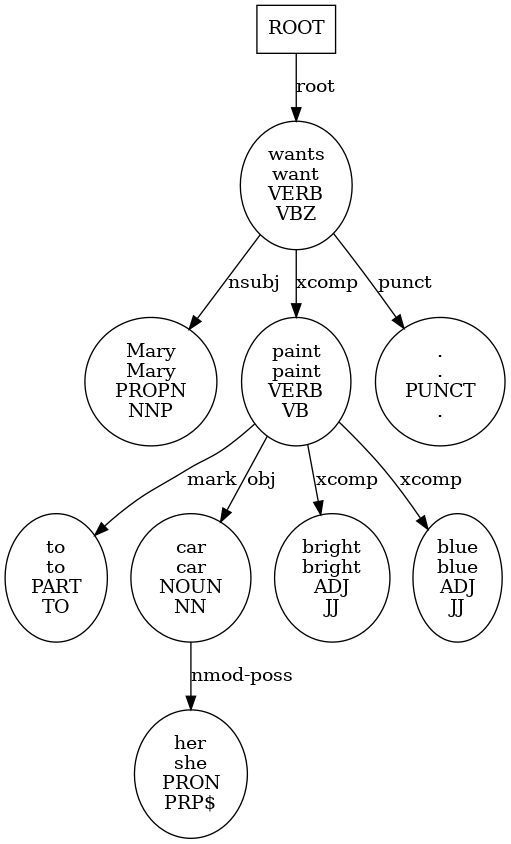 ROOT
root
wants
want
VERB
VBZ
nsubj
xcomp
punct
Mary
Mary
PROPN
NNP
paint
paint
VERB
VB
.
.
PUNCT
.
mark
obj
xcomp
xcomp
to
to
PART
TO
car
car
NOUN
NN
bright
bright
ADJ
JJ
blue
blue
ADJ
JJ
nmod-poss
her
she
PRON
PRP$